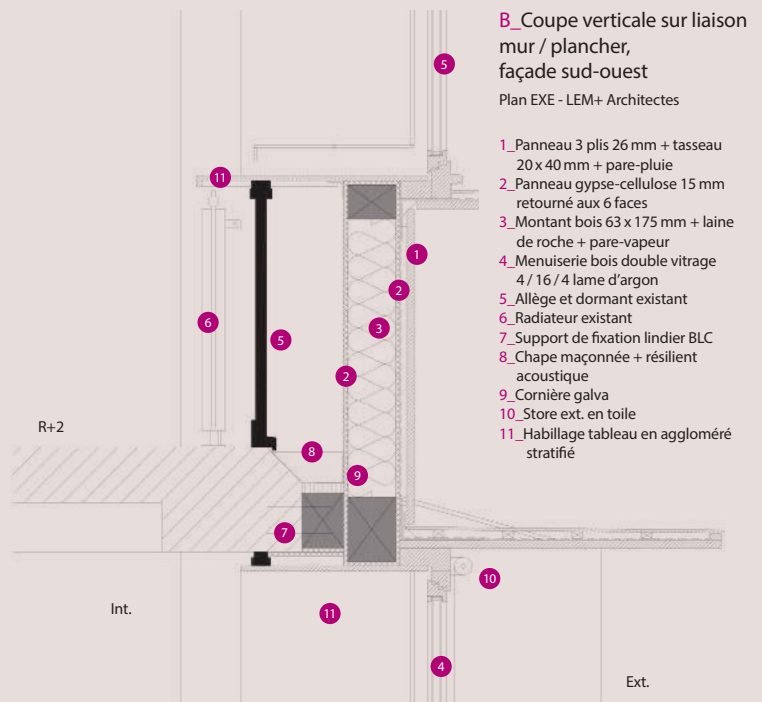 B_Coupe verticale sur liaison
mur / plancher,
façade sud-ouest
Plan EXE - LEM+ Architectes
1_Panneau 3 plis 26 mm + tasseau
20 x 40 mm + pare-pluie
2_Panneau gypse-cellulose 15 mm
retourné aux 6 faces
3_Montant bois 63 x 175 mm + laine
de roche + pare-vapeur
4_Menuiserie bois double vitrage
4 / 16 / 4 lame d'argon
5_Allège et dormant existant
6_Radiateur existant
7_Support de fixation lindier BLC
8_Chape maçonnée + résilient
acoustique
9_Cornière galva
10_Store ext. en toile
11_Habillage tableau en aggloméré
stratifié
5
11
1
2
6
3
5
2
R+2
8
9
7
10
Int.
11
4
Ext.